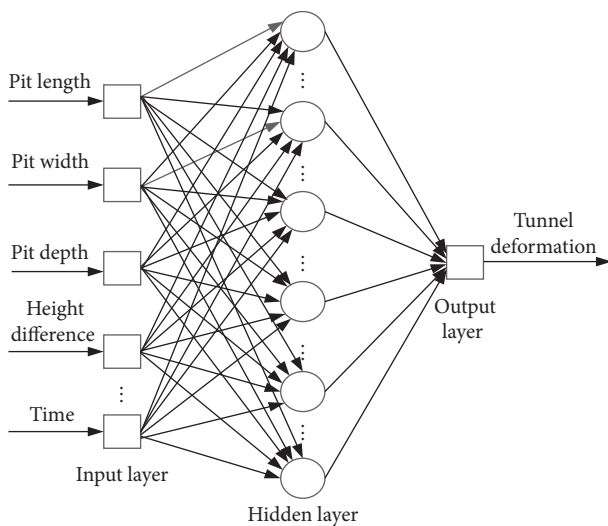 Pit length
Pit width
Pit depth
Height
difference
Time
Input layer
Hidden layer
Tunnel
deformation
Output
layer